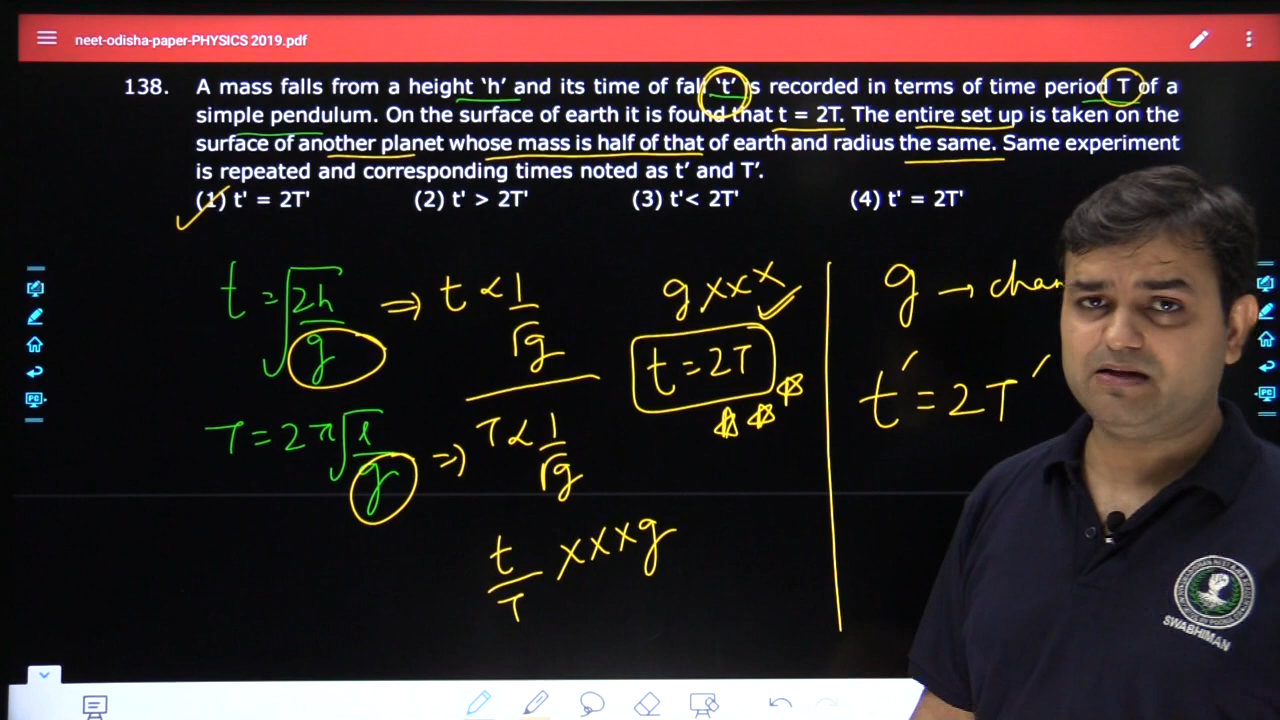 neet-odisha-paper-PHYSICS 2019.pdf
138. A mass falls from a height ‘h’ and its time of fall ‘t’ is recorded in terms of time period T of a
simple pendulum. On the surface of earth it is found that t = 2T. The entire set up is taken on the
surface of another planet whose mass is half of that of earth and radius the same. Same experiment
is repeated and corresponding times noted as t’ and T’.
(1) t' = 2T' (2) t' > 2T' (3) t'< 2T' (4) t' = 2T'
t = √2h/g ⇒ t ∝ 1/√g
g xxx
t = 2T
g → chan
t' = 2T'
T = 2π√l/g ⇒ T ∝ 1/√g
t/T xxx g
PC
PC
SWABHIMAN